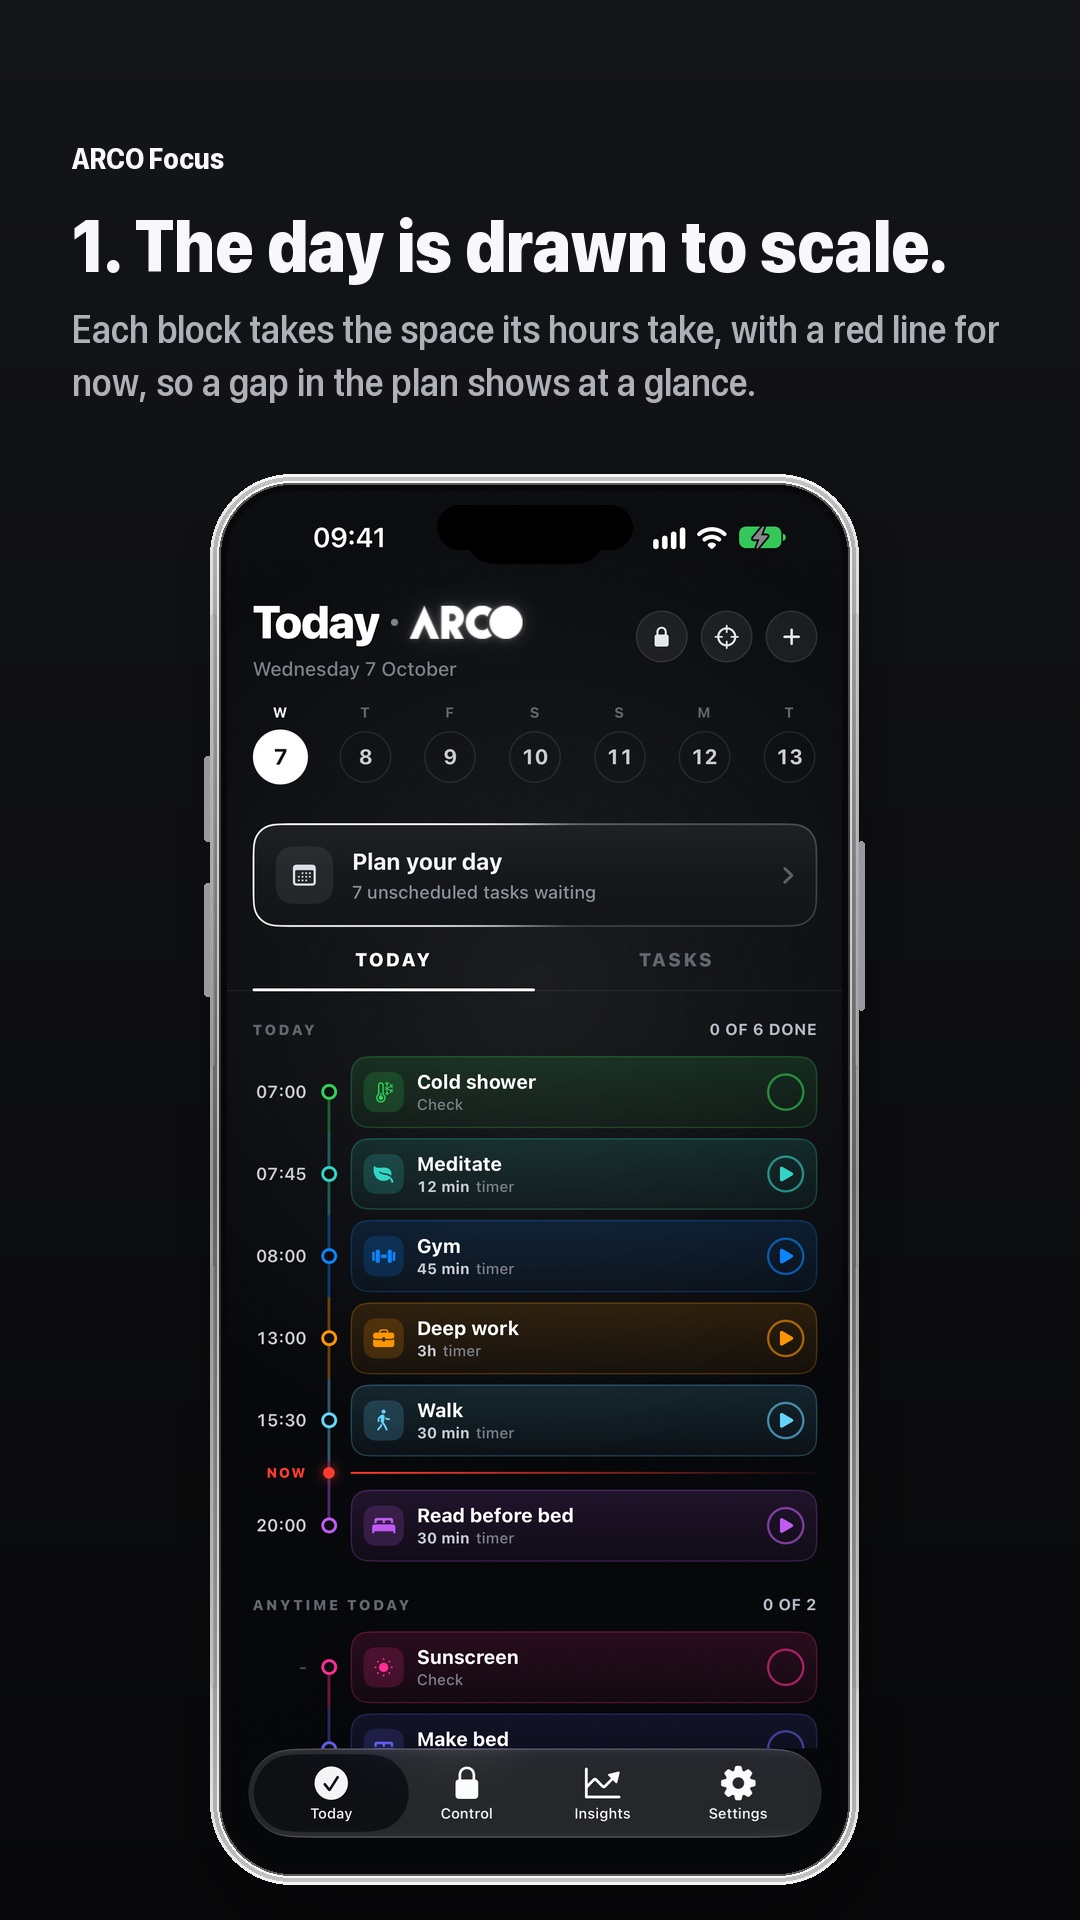 ARCO Focus
1. The day is drawn to scale.
Each block takes the space its hours take, with a red line for
now, so a gap in the plan shows at a glance.
09:41
Today · ARCO
Wednesday 7 October
W T F S S M T
7 8 9 10 11 12 13
Plan your day
7 unscheduled tasks waiting
TODAY TASKS
TODAY 0 OF 6 DONE
07:00 Cold shower
Check
07:45 Meditate
12 min timer
08:00 Gym
45 min timer
13:00 Deep work
3h timer
15:30 Walk
30 min timer
NOW
20:00 Read before bed
30 min timer
ANYTIME TODAY 0 OF 2
- Sunscreen
Check
Make bed
Today Control Insights Settings